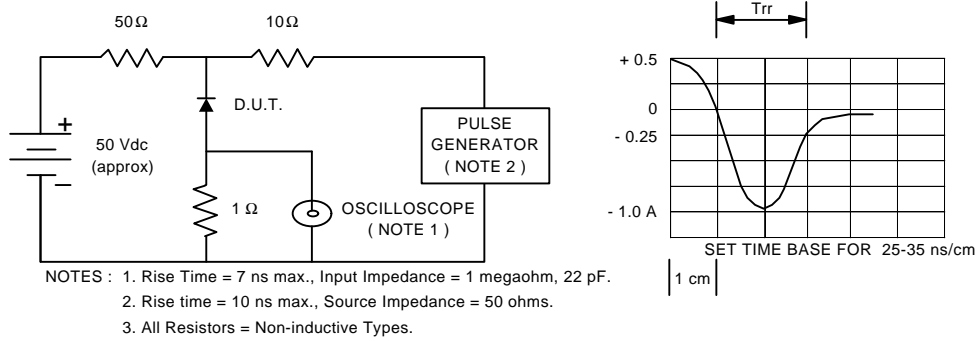 50 Ω
10 Ω
Trr
+ 0.5
0
- 0.25
- 1.0 A
D.U.T.
+
50 Vdc
(approx)
−
PULSE
GENERATOR
( NOTE 2 )
1 Ω
OSCILLOSCOPE
( NOTE 1 )
SET TIME BASE FOR 25-35 ns/cm
1 cm
NOTES : 1. Rise Time = 7 ns max., Input Impedance = 1 megaohm, 22 pF.
2. Rise time = 10 ns max., Source Impedance = 50 ohms.
3. All Resistors = Non-inductive Types.